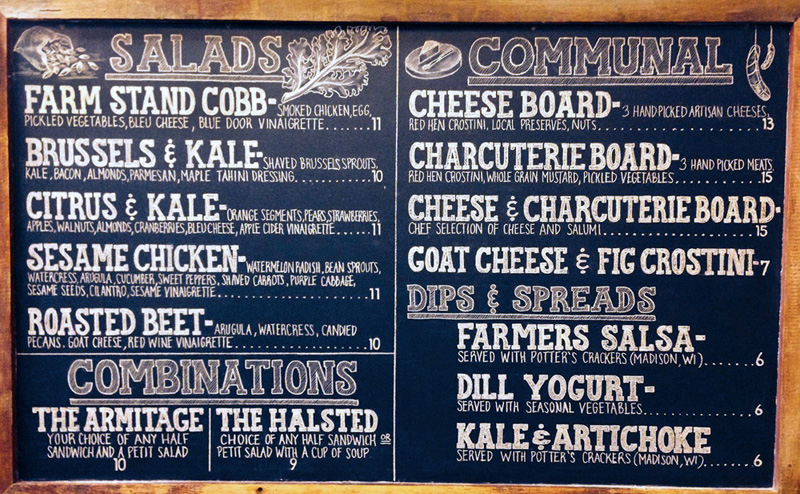 SALADS
FARM STAND COBB- SMOKED CHICKEN, EGG,
PICKLED VEGETABLES, BLEU CHEESE, BLUE DOOR VINAIGRETTE.......11
BRUSSELS & KALE- SHAVED BRUSSELS SPROUTS,
KALE, BACON, ALMONDS, PARMESAN, MAPLE TAHINI DRESSING..........10
CITRUS & KALE- ORANGE SEGMENTS, PEARS, STRAWBERRIES,
APPLES, WALNUTS, ALMONDS, CRANBERRIES, BLEU CHEESE, APPLE CIDER VINAIGRETTE......11
SESAME CHICKEN- WATERMELON RADISH, BEAN SPROUTS,
WATERCRESS, ARUGULA, CUCUMBER, SWEET PEPPERS, SHAVED CARROTS, PURPLE CABBAGE,
SESAME SEEDS, CILANTRO, SESAME VINAIGRETTE..................11
ROASTED BEET- ARUGULA, WATERCRESS, CANDIED
PECANS. GOAT CHEESE, RED WINE VINAIGRETTE................10
COMBINATIONS
THE ARMITAGE
YOUR CHOICE OF ANY HALF
SANDWICH AND A PETIT SALAD
10
THE HALSTED
CHOICE OF ANY HALF SANDWICH OR
PETIT SALAD WITH A CUP OF SOUP
9
COMMUNAL
CHEESE BOARD- 3 HAND PICKED ARTISAN CHEESES,
RED HEN CROSTINI, LOCAL PRESERVES, NUTS....................13
CHARCUTERIE BOARD- 3 HAND PICKED MEATS,
RED HEN CROSTINI, WHOLE GRAIN MUSTARD, PICKLED VEGETABLES............15
CHEESE & CHARCUTERIE BOARD-
CHEF SELECTION OF CHEESE AND SALUMI..................15
GOAT CHEESE & FIG CROSTINI-7
DIPS & SPREADS
FARMERS SALSA-
SERVED WITH POTTER'S CRACKERS (MADISON, WI).......6
DILL YOGURT-
SERVED WITH SEASONAL VEGETABLES................6
KALE & ARTICHOKE
SERVED WITH POTTER'S CRACKERS (MADISON, WI).......6